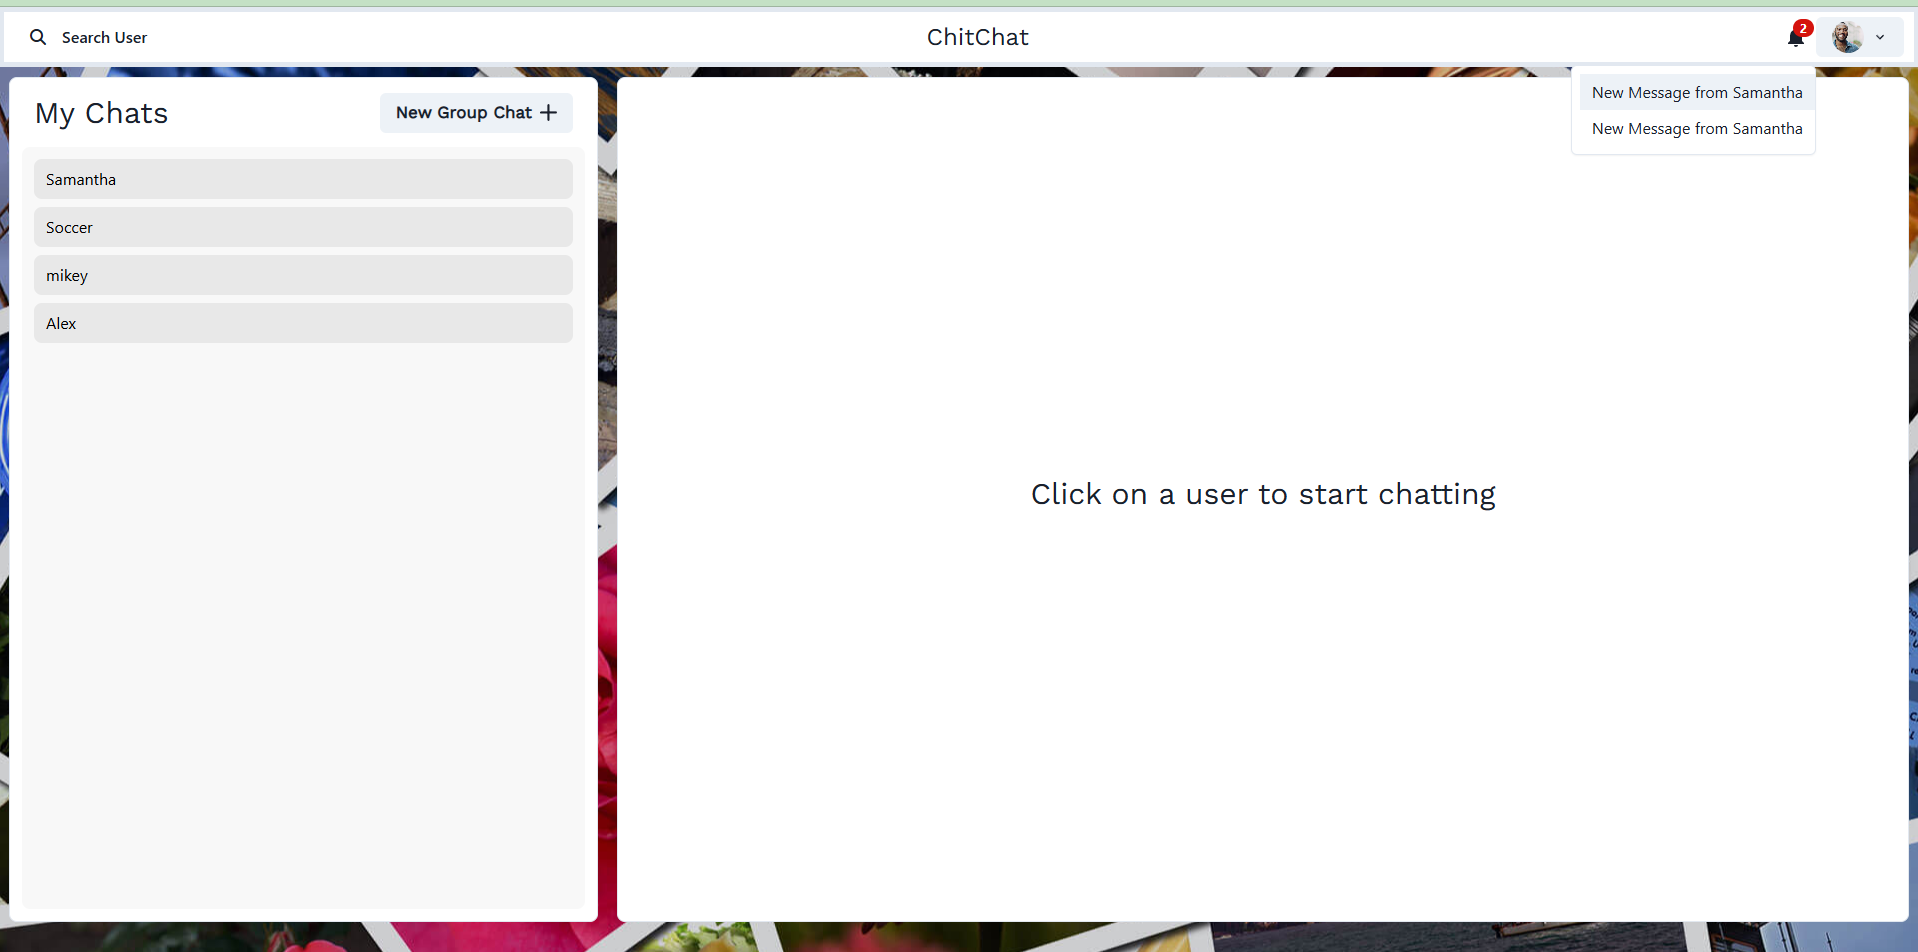 Search User
ChitChat
2
My Chats
New Group Chat
New Message from Samantha
New Message from Samantha
Samantha
Soccer
mikey
Alex
Click on a user to start chatting